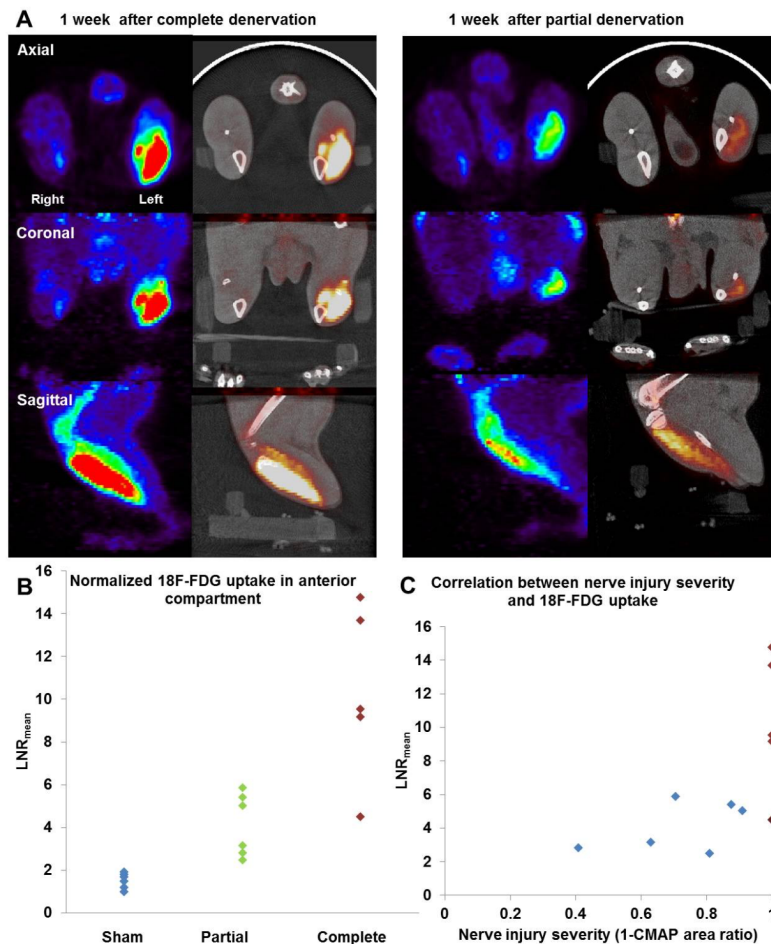 A
1 week after complete denervation
1 week after partial denervation
Axial
Right
Left
Coronal
Sagittal
B
Normalized 18F-FDG uptake in anterior
compartment
16
14
12
10
8
6
4
2
0
LNRmean
Sham
Partial
Complete
C
Correlation between nerve injury severity
and 18F-FDG uptake
16
14
12
10
8
6
4
2
0
LNRmean
0
0.2
0.4
0.6
0.8
1
Nerve injury severity (1-CMAP area ratio)